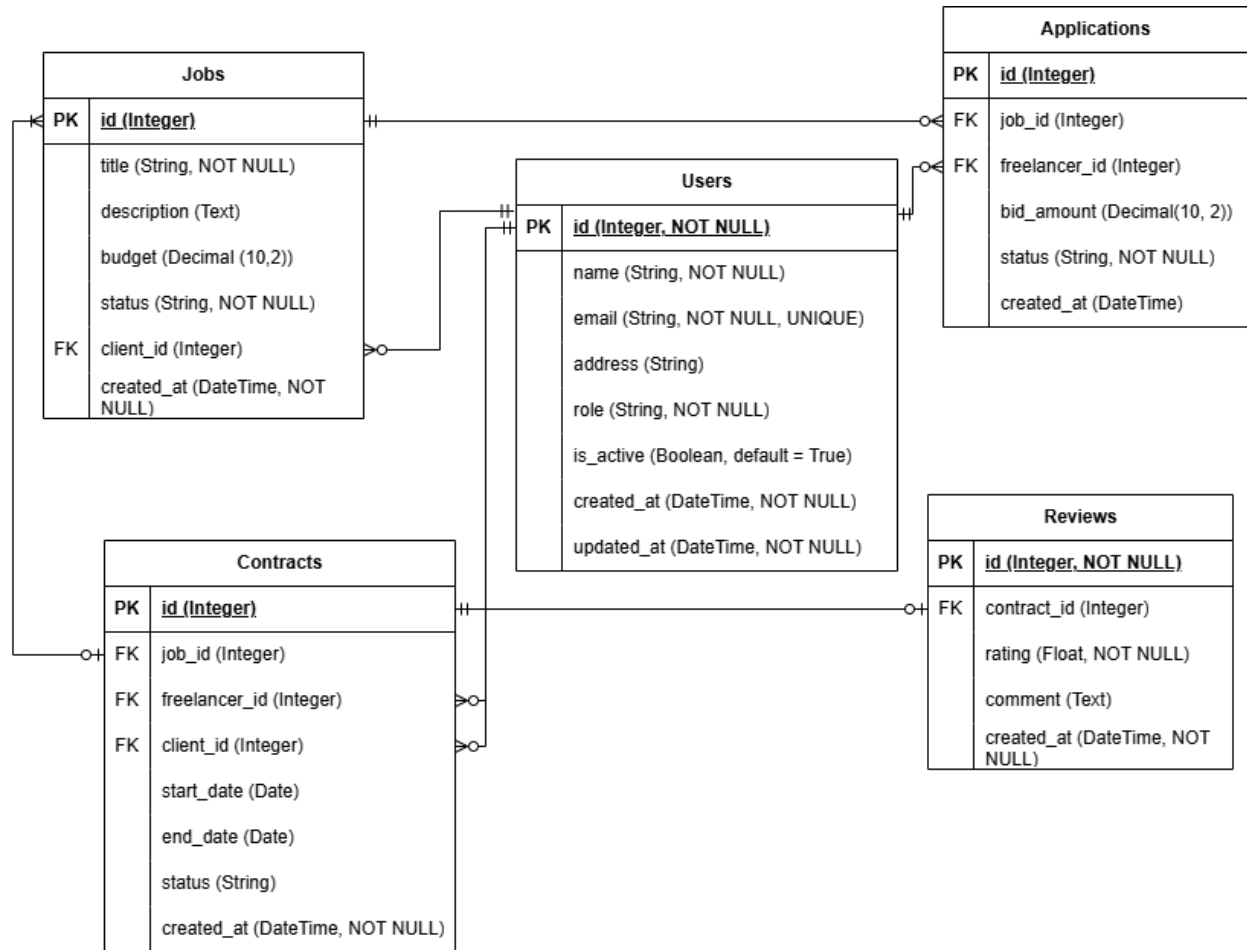 Jobs
PK id (Integer)
title (String, NOT NULL)
description (Text)
budget (Decimal (10,2))
status (String, NOT NULL)
FK client_id (Integer)
created_at (DateTime, NOT
NULL)
Users
PK id (Integer, NOT NULL)
name (String, NOT NULL)
email (String, NOT NULL, UNIQUE)
address (String)
role (String, NOT NULL)
is_active (Boolean, default = True)
created_at (DateTime, NOT NULL)
updated_at (DateTime, NOT NULL)
Applications
PK id (Integer)
FK job_id (Integer)
FK freelancer_id (Integer)
bid_amount (Decimal(10, 2))
status (String, NOT NULL)
created_at (DateTime)
Contracts
PK id (Integer)
FK job_id (Integer)
FK freelancer_id (Integer)
FK client_id (Integer)
start_date (Date)
end_date (Date)
status (String)
created_at (DateTime, NOT NULL)
Reviews
PK id (Integer, NOT NULL)
FK contract_id (Integer)
rating (Float, NOT NULL)
comment (Text)
created_at (DateTime, NOT
NULL)